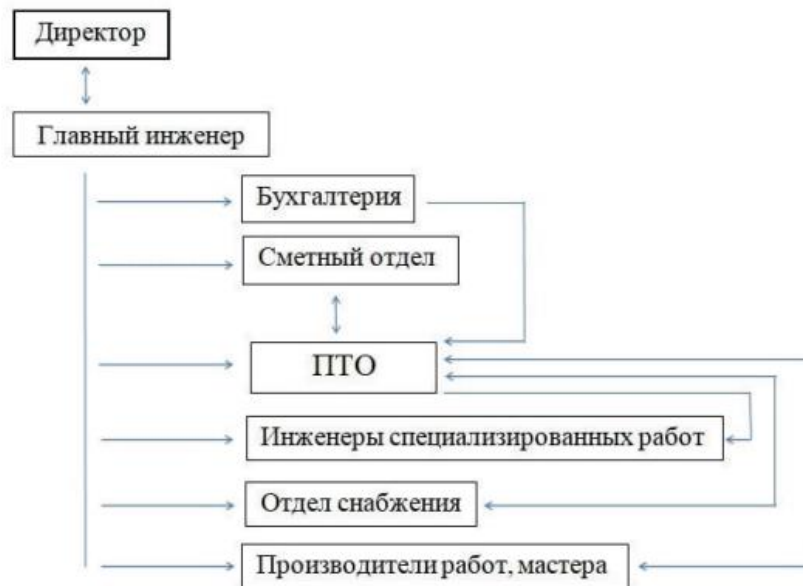 Директор
Главный инженер
Бухгалтерия
Сметный отдел
ПТО
Инженеры специализированных работ
Отдел снабжения
Производители работ, мастера